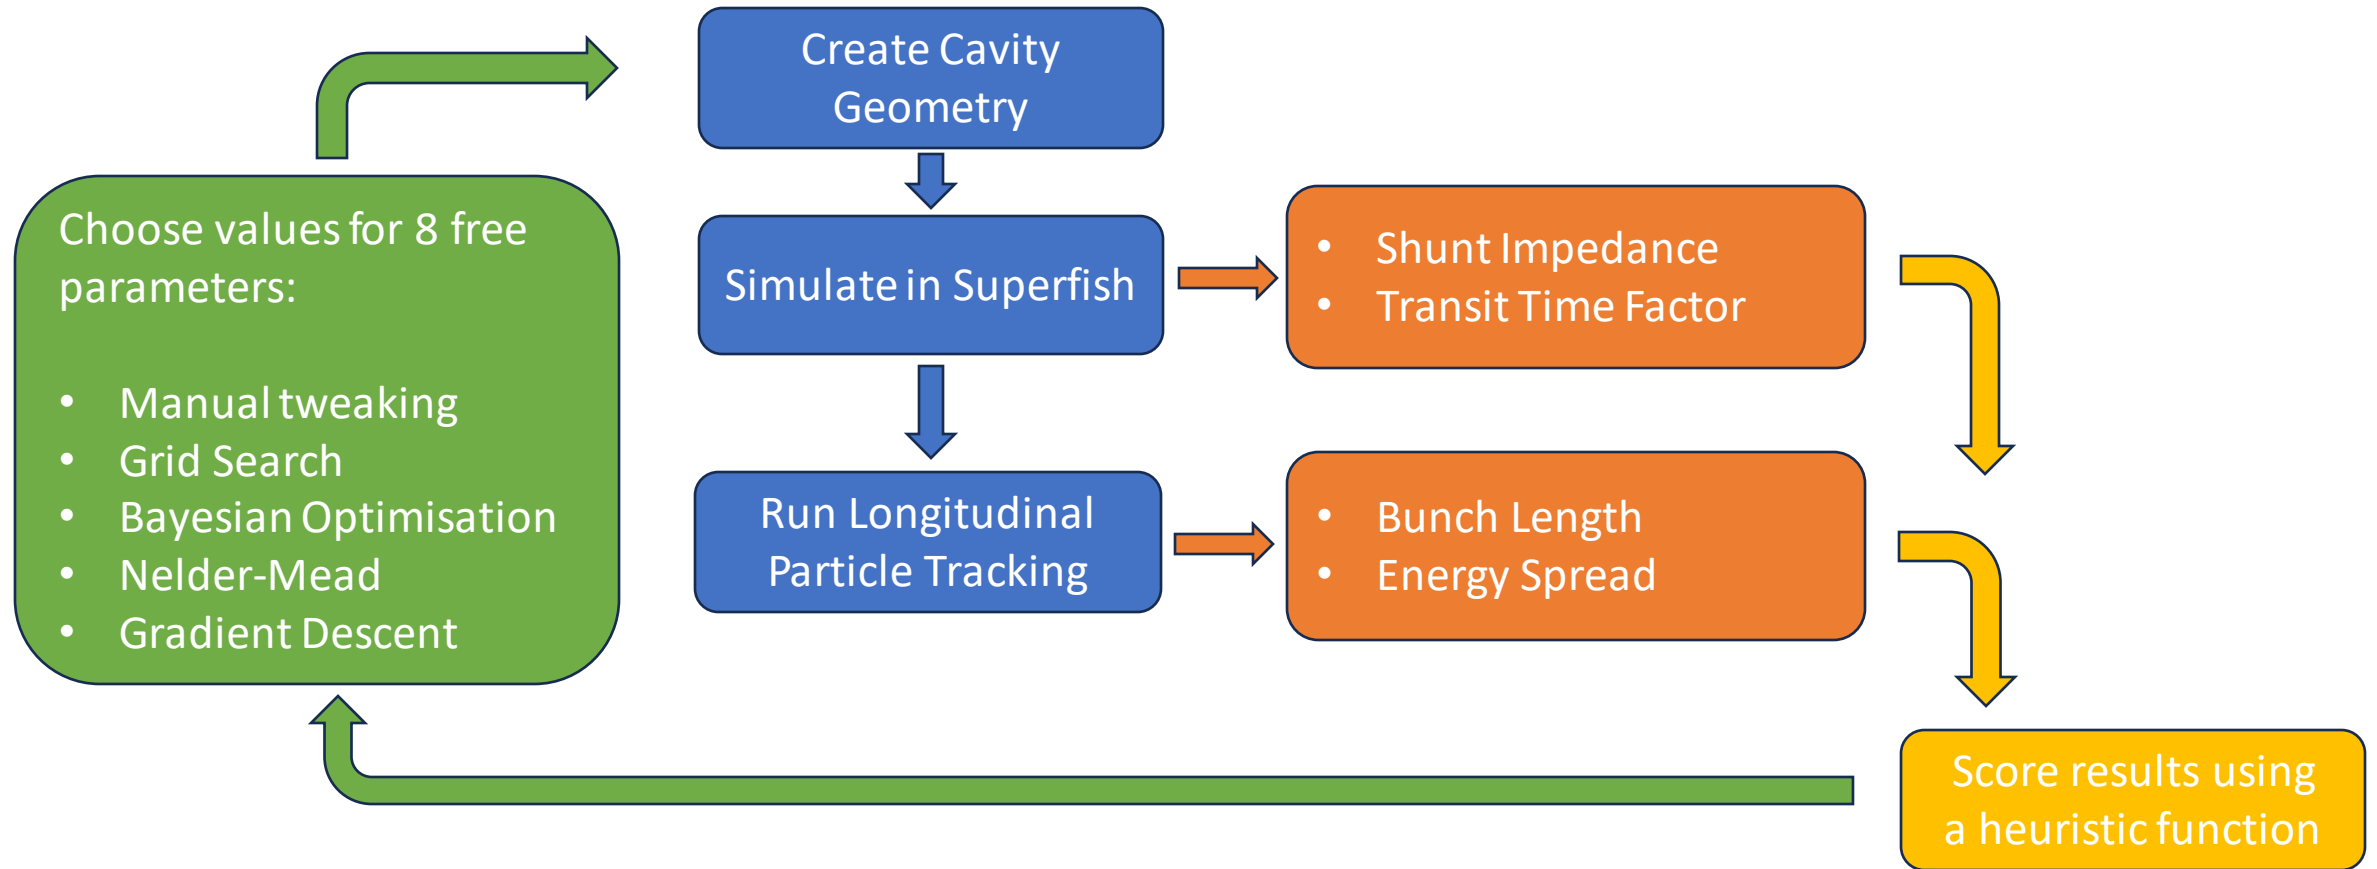 Create Cavity
Geometry
Choose values for 8 free
parameters:
• Manual tweaking
• Grid Search
• Bayesian Optimisation
• Nelder-Mead
• Gradient Descent
Simulate in Superfish
• Shunt Impedance
• Transit Time Factor
Run Longitudinal
Particle Tracking
• Bunch Length
• Energy Spread
Score results using
a heuristic function